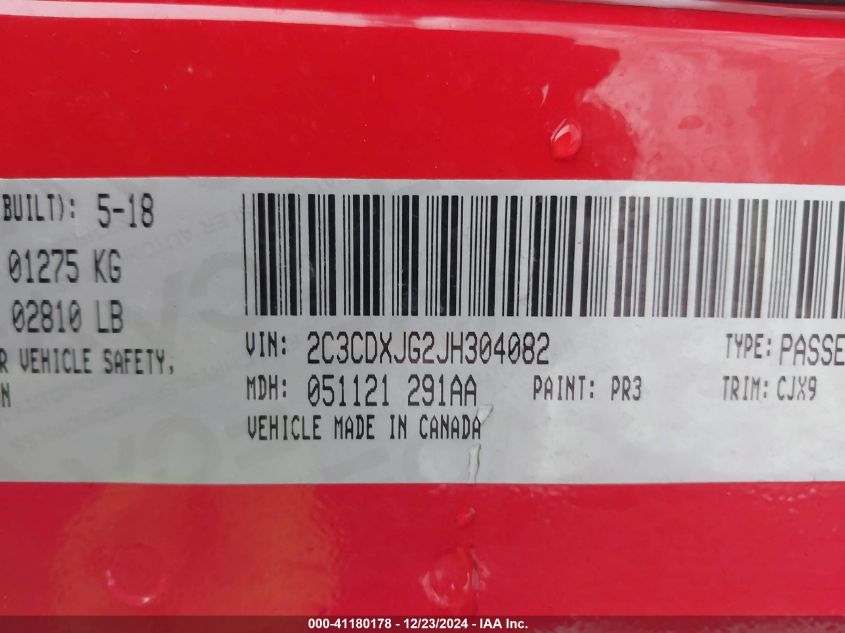 BUILT): 5-18
01275 KG
02810 LB
R VEHICLE SAFETY,
N
VIN: 2C3CDXJG2JH304082 TYPE: PASSE
MDH: 051121 291AA PAINT: PR3 TRIM: CJX9
VEHICLE MADE IN CANADA
000-41180178 - 12/23/2024 - IAA Inc.